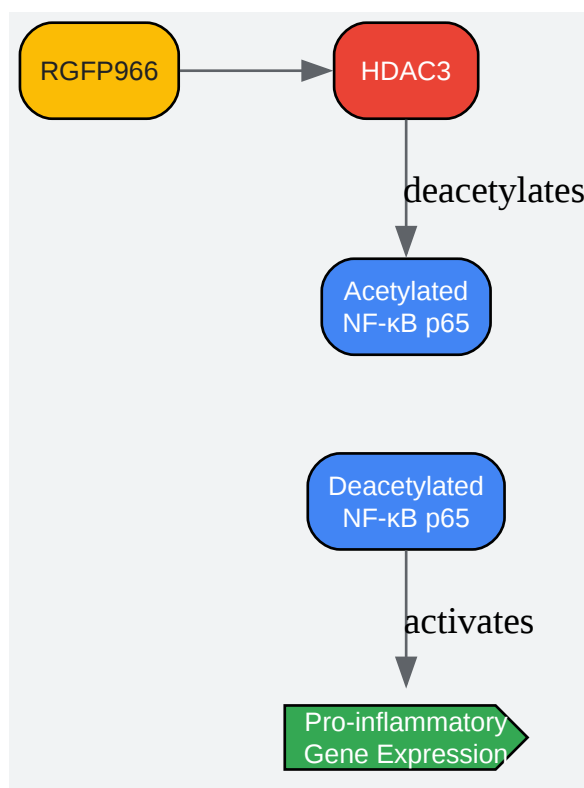 RGFP966
HDAC3
deacetylates
Acetylated
NF-κB p65
Deacetylated
NF-κB p65
activates
Pro-inflammatory
Gene Expression